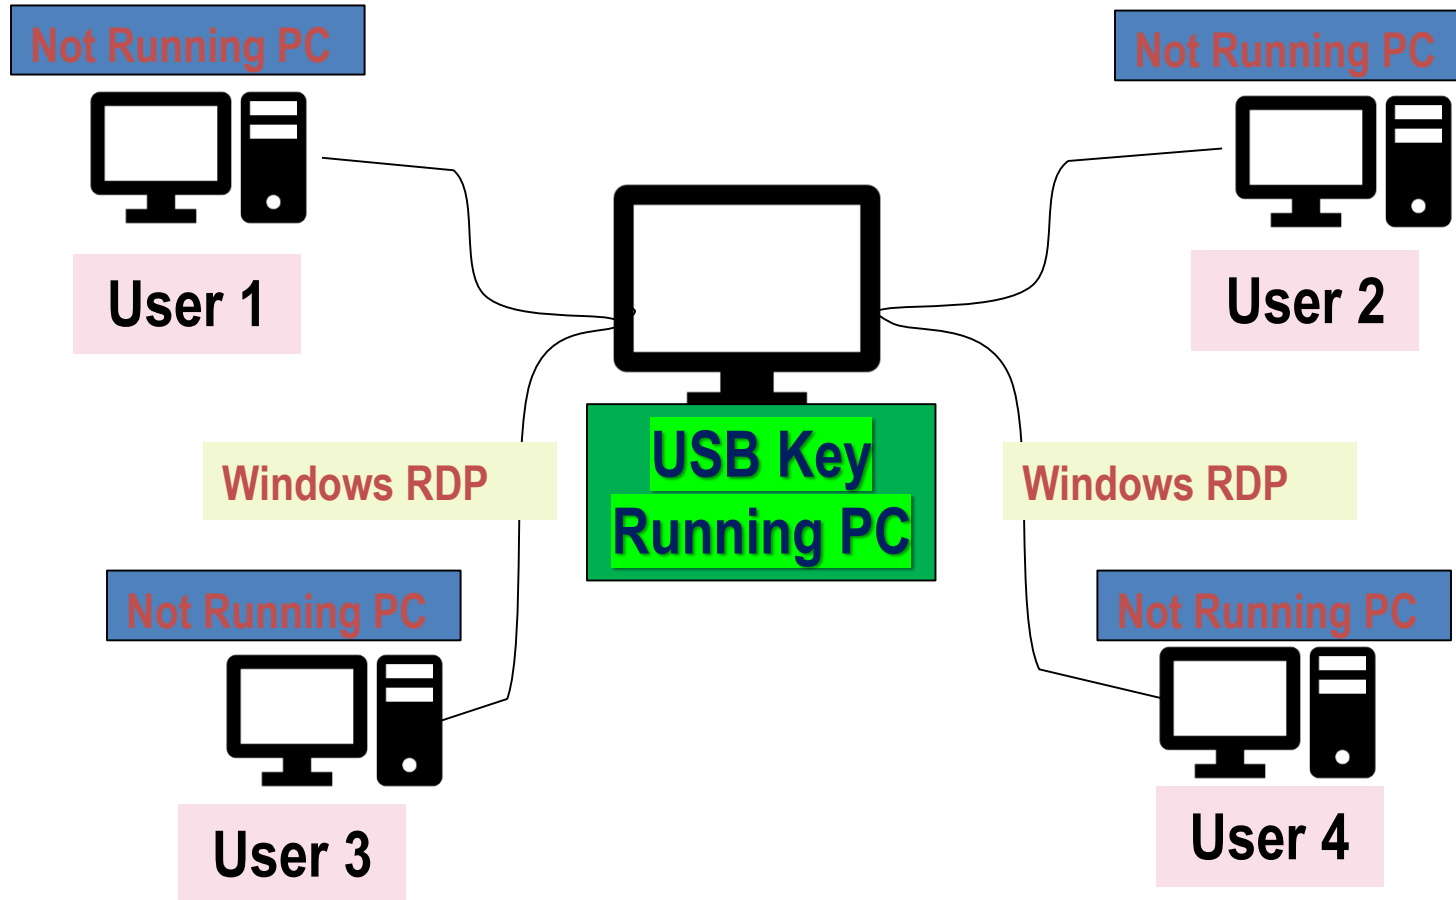 Not Running PC
Not Running PC
User 1
User 2
USB Key
Running PC
Windows RDP
Windows RDP
Not Running PC
Not Running PC
User 3
User 4